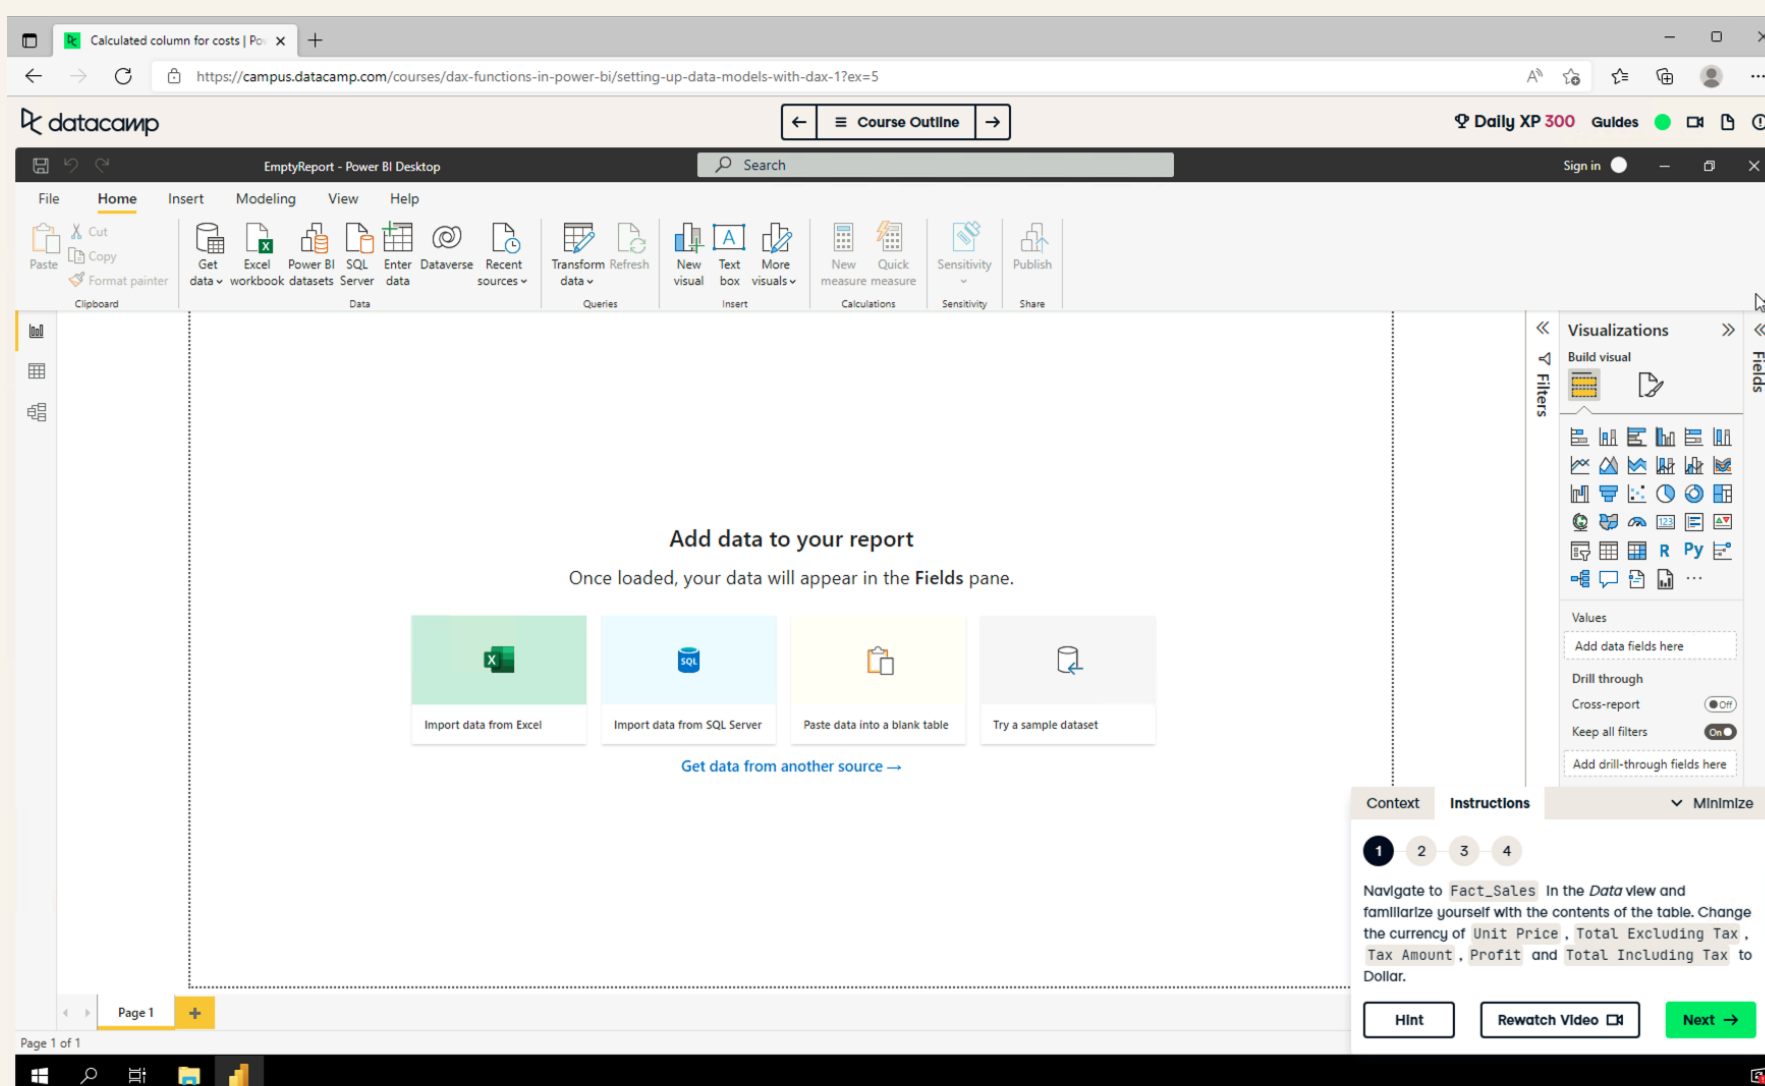 Calculated column for costs | Po
https://campus.datacamp.com/courses/dax-functions-in-power-bi/setting-up-data-models-with-dax-1?ex=5
datacamp
Course Outline
Daily XP 300 Guides
EmptyReport - Power BI Desktop
Search
Sign in
File Home Insert Modeling View Help
Paste
Cut
Copy
Format painter
Clipboard
Get data
Excel workbook
Power BI datasets
SQL Server
Enter data
Dataverse
Recent sources
Data
Transform data
Refresh
Queries
New visual
Text box
More visuals
Insert
New measure
Quick measure
Calculations
Sensitivity
Sensitivity
Publish
Share
Filters
Visualizations
Build visual
Fields
123
R Py
Values
Add data fields here
Drill through
Cross-report Off
Keep all filters On
Add drill-through fields here
Add data to your report
Once loaded, your data will appear in the Fields pane.
SQL
Import data from Excel
Import data from SQL Server
Paste data into a blank table
Try a sample dataset
Get data from another source →
Context Instructions Minimize
1 2 3 4
Navigate to Fact_Sales in the Data view and
familiarize yourself with the contents of the table. Change
the currency of Unit Price , Total Excluding Tax ,
Tax Amount , Profit and Total Including Tax to
Dollar.
Hint Rewatch Video Next →
Page 1
Page 1 of 1